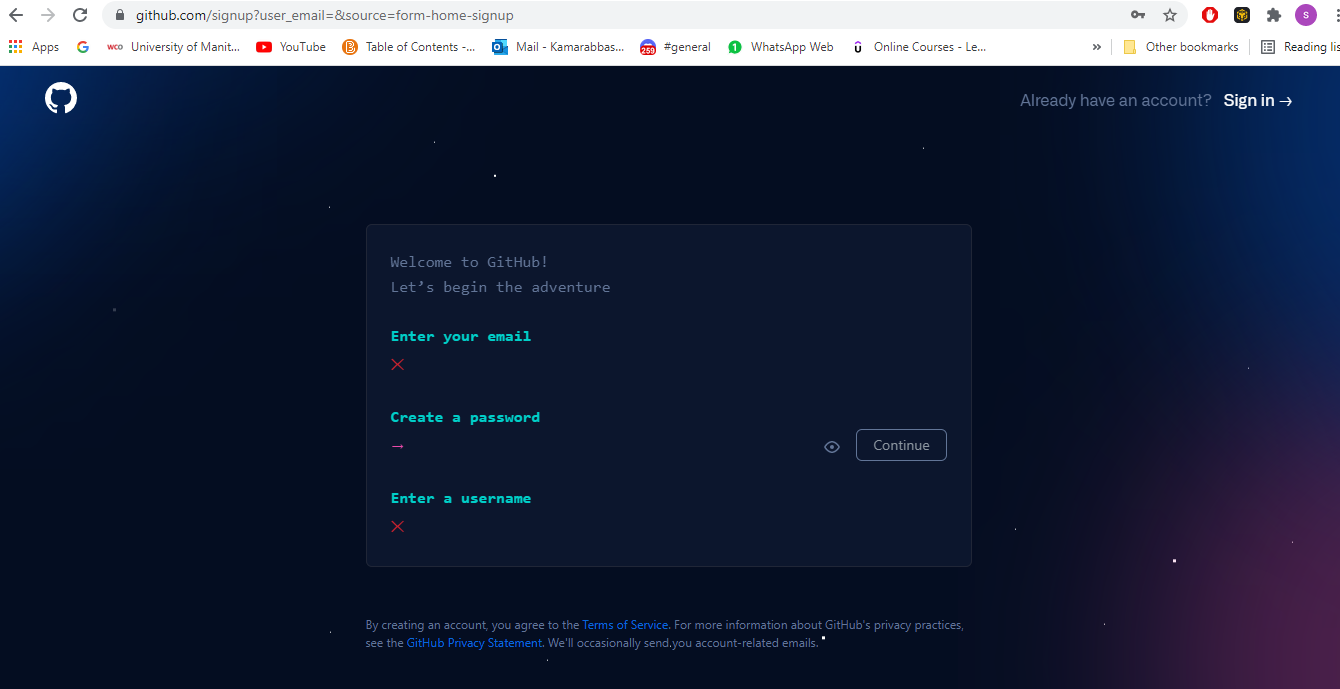 github.com/signup?user_email=&source=form-home-signup
S
Apps
G
wco University of Manit...
YouTube
B Table of Contents -...
Mail - Kamarabbas...
259 #general
1 WhatsApp Web
Online Courses - Le...
»
Other bookmarks
Reading lis
Already have an account? Sign in →
Welcome to GitHub!
Let’s begin the adventure
Enter your email
Create a password
→
Continue
Enter a username
By creating an account, you agree to the Terms of Service. For more information about GitHub's privacy practices,
see the GitHub Privacy Statement. We'll occasionally send you account-related emails.